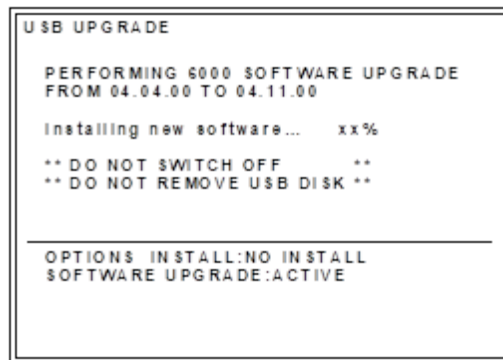 USB UPGRADE
PERFORMING 6000 SOFTWARE UPGRADE
FROM 04.04.00 TO 04.11.00
Installing new software... xx%
** DO NOT SWITCH OFF **
** DO NOT REMOVE USB DISK **
OPTIONS INSTALL:NO INSTALL
SOFTWARE UPGRADE:ACTIVE